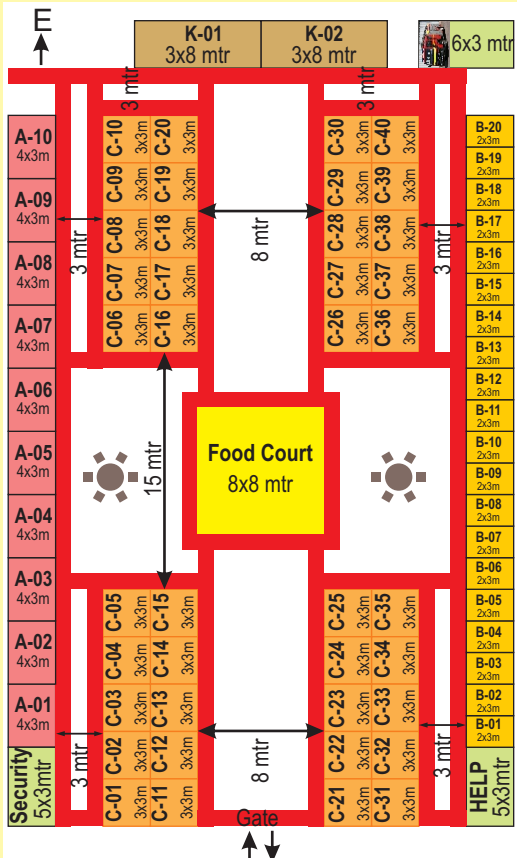 E
K-01
3x8 mtr
K-02
3x8 mtr
6x3 mtr
3 mtr
3 mtr
A-10
4x3m
A-09
4x3m
A-08
4x3m
A-07
4x3m
A-06
4x3m
A-05
4x3m
A-04
4x3m
A-03
4x3m
A-02
4x3m
A-01
4x3m
Security
5x3mtr
3 mtr
C-10
3x3m
C-20
3x3m
C-09
3x3m
C-19
3x3m
C-08
3x3m
C-18
3x3m
C-07
3x3m
C-17
3x3m
C-06
3x3m
C-16
3x3m
8 mtr
C-30
3x3m
C-40
3x3m
C-29
3x3m
C-39
3x3m
C-28
3x3m
C-38
3x3m
C-27
3x3m
C-37
3x3m
C-26
3x3m
C-36
3x3m
3 mtr
15 mtr
Food Court
8x8 mtr
C-05
3x3m
C-15
3x3m
C-04
3x3m
C-14
3x3m
C-03
3x3m
C-13
3x3m
C-02
3x3m
C-12
3x3m
C-01
3x3m
C-11
3x3m
3 mtr
8 mtr
C-25
3x3m
C-35
3x3m
C-24
3x3m
C-34
3x3m
C-23
3x3m
C-33
3x3m
C-22
3x3m
C-32
3x3m
C-21
3x3m
C-31
3x3m
3 mtr
B-20
2x3m
B-19
2x3m
B-18
2x3m
B-17
2x3m
B-16
2x3m
B-15
2x3m
B-14
2x3m
B-13
2x3m
B-12
2x3m
B-11
2x3m
B-10
2x3m
B-09
2x3m
B-08
2x3m
B-07
2x3m
B-06
2x3m
B-05
2x3m
B-04
2x3m
B-03
2x3m
B-02
2x3m
B-01
2x3m
HELP
5x3mtr
Gate